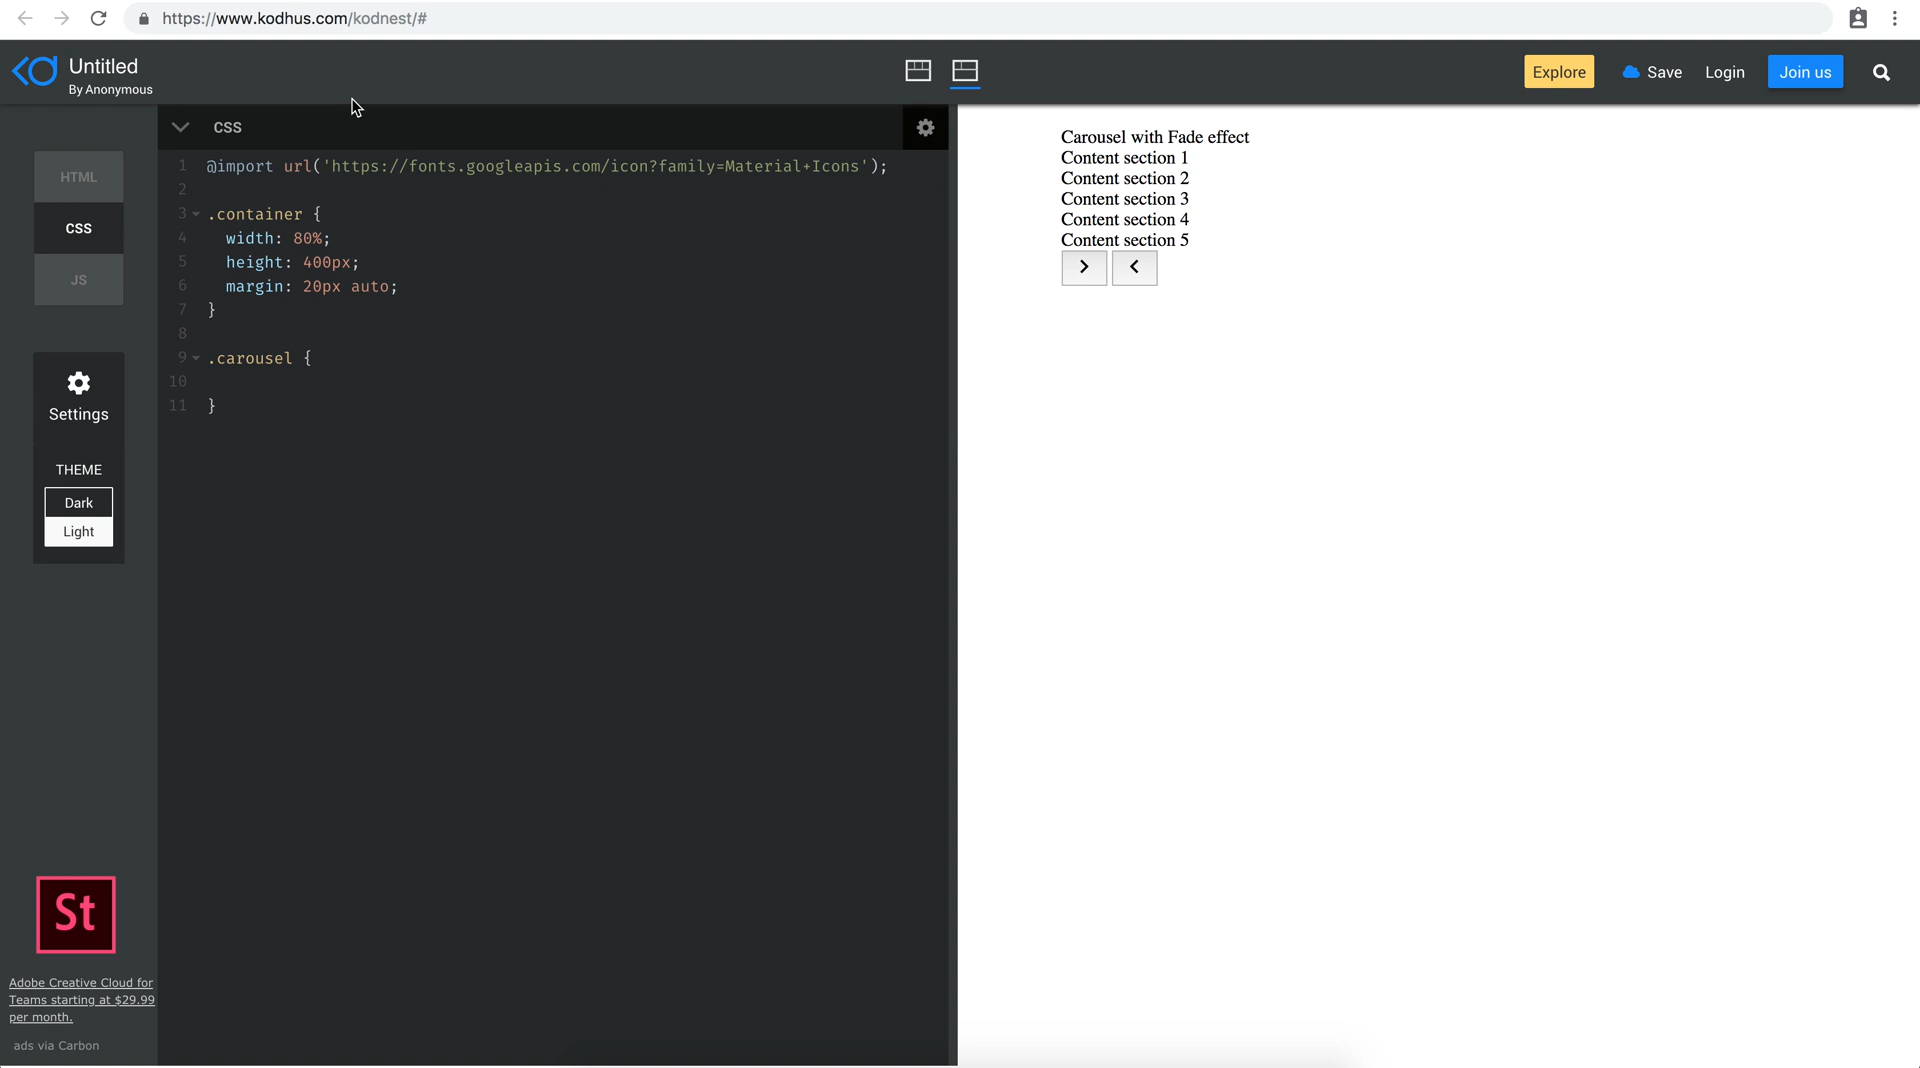 https://www.kodhus.com/kodnest/#
Untitled
By Anonymous
Explore
Save
Login
Join us
HTML
CSS
JS
Settings
THEME
Dark
Light
St
Adobe Creative Cloud for
Teams starting at $29.99
per month.
ads via Carbon
CSS
1 @import url('https://fonts.googleapis.com/icon?family=Material+Icons');
2
3 .container {
4 width: 80%;
5 height: 400px;
6 margin: 20px auto;
7 }
8
9 .carousel {
10
11 }
Carousel with Fade effect
Content section 1
Content section 2
Content section 3
Content section 4
Content section 5